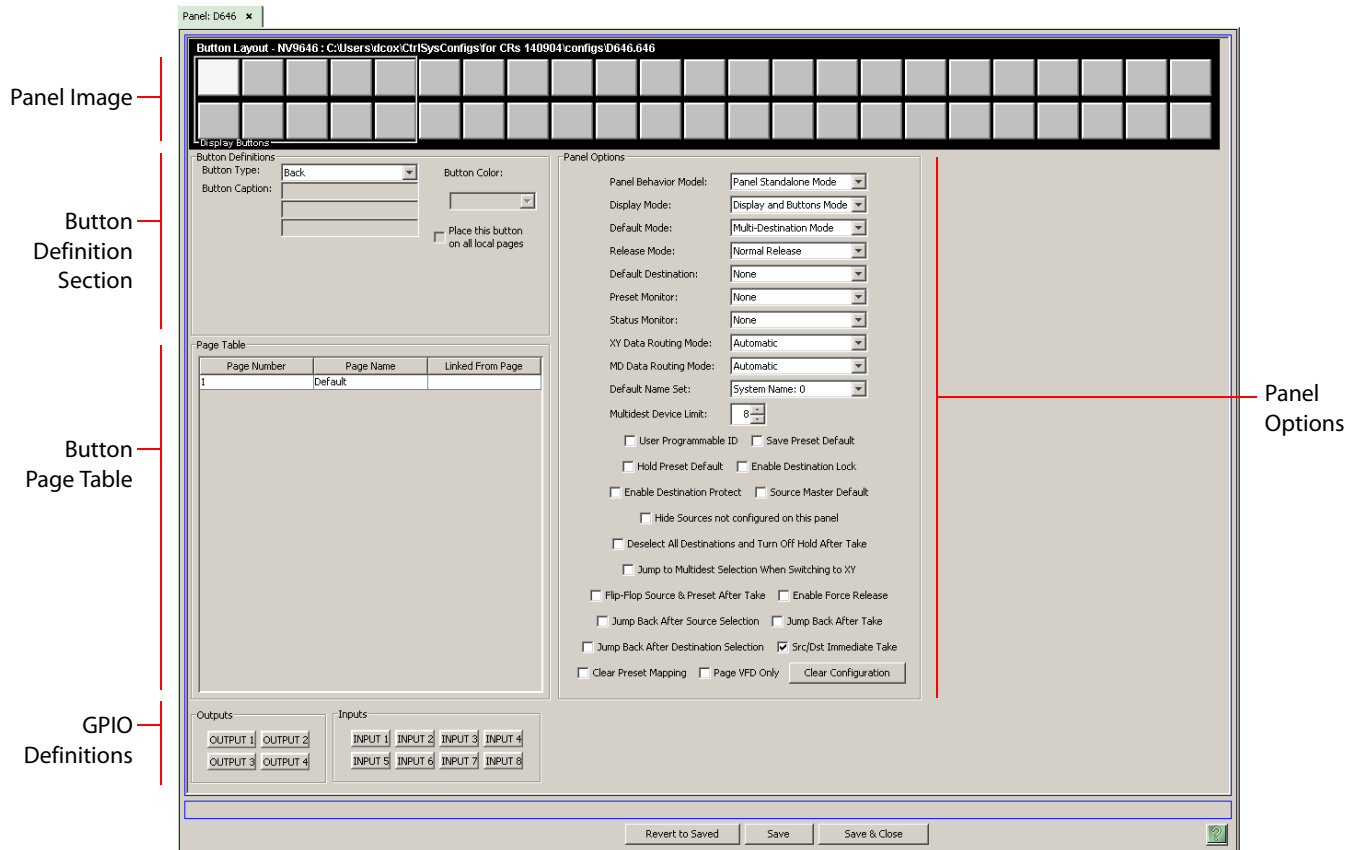 Panel: D646 ×
Button Layout - NV9646 : C:\Users\dcox\CtrlSysConfigs\for CRs 140904\configs\D646.646
Display Buttons
Panel Image
Button Definitions
Button Type: Back
Button Color:
Button Caption:
Place this button
on all local pages
Button
Definition
Section
Page Table
Page Number Page Name Linked From Page
1 Default
Button
Page Table
Panel Options
Panel Behavior Model: Panel Standalone Mode
Display Mode: Display and Buttons Mode
Default Mode: Multi-Destination Mode
Release Mode: Normal Release
Default Destination: None
Preset Monitor: None
Status Monitor: None
XY Data Routing Mode: Automatic
MD Data Routing Mode: Automatic
Default Name Set: System Name: 0
Multidest Device Limit: 8
User Programmable ID Save Preset Default
Hold Preset Default Enable Destination Lock
Enable Destination Protect Source Master Default
Hide Sources not configured on this panel
Deselect All Destinations and Turn Off Hold After Take
Jump to Multidest Selection When Switching to XY
Flip-Flop Source & Preset After Take Enable Force Release
Jump Back After Source Selection Jump Back After Take
Jump Back After Destination Selection Src/Dst Immediate Take
Clear Preset Mapping Page VFD Only Clear Configuration
Panel
Options
GPIO
Definitions
Outputs
OUTPUT 1 OUTPUT 2
OUTPUT 3 OUTPUT 4
Inputs
INPUT 1 INPUT 2 INPUT 3 INPUT 4
INPUT 5 INPUT 6 INPUT 7 INPUT 8
Revert to Saved Save Save & Close ?